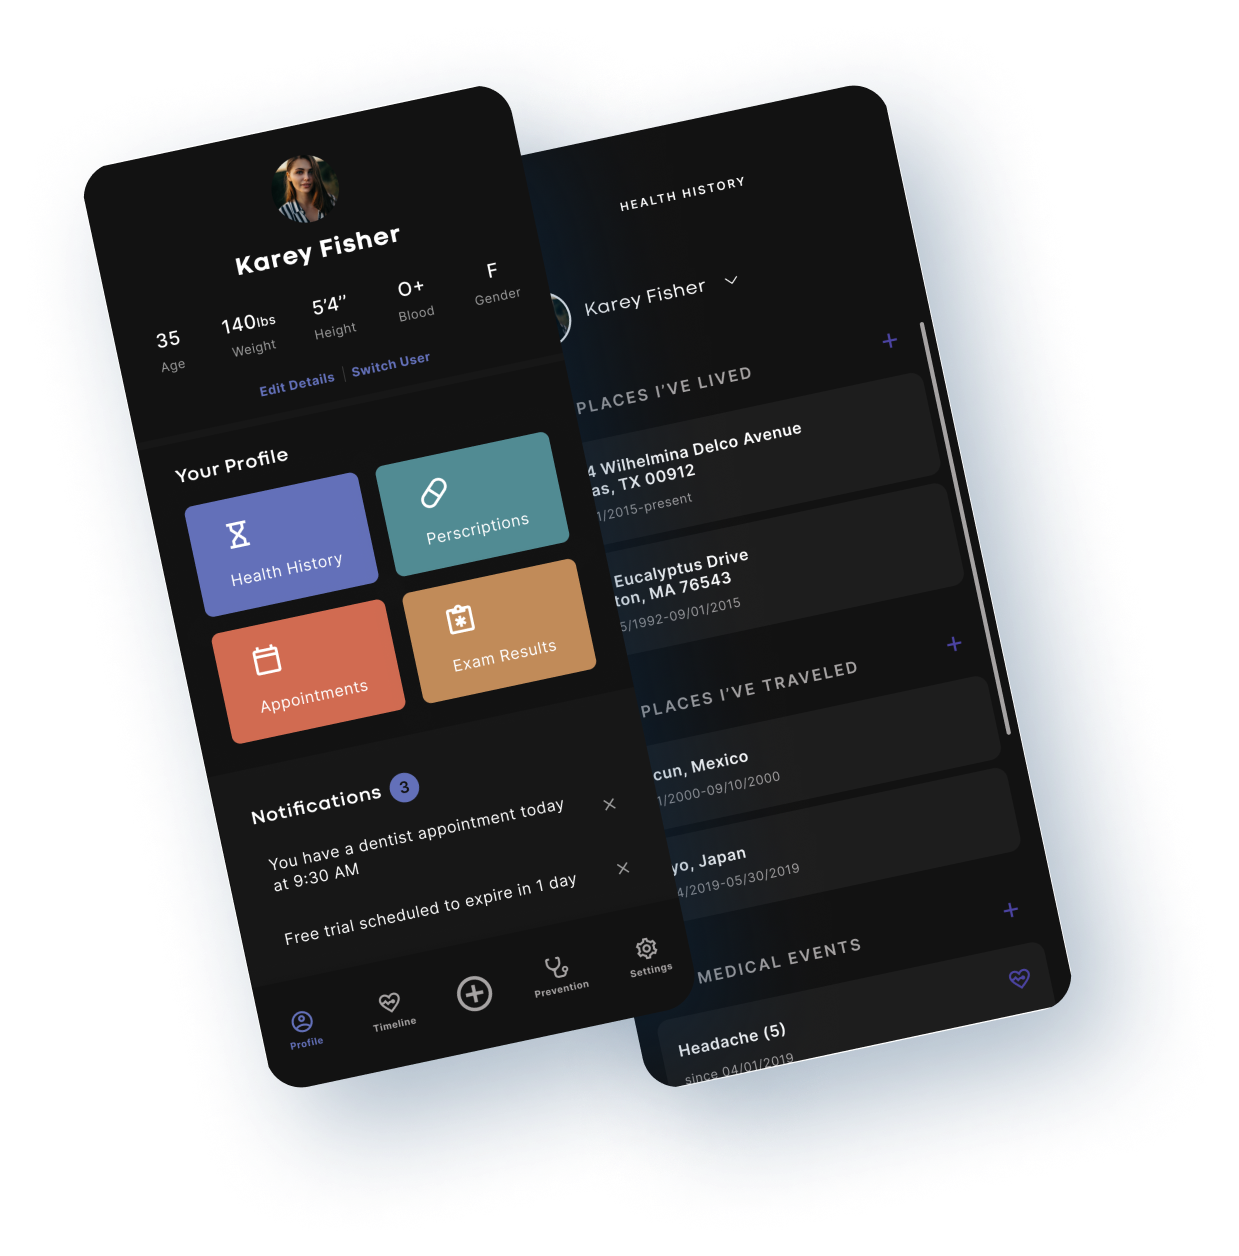 Karey Fisher
35
Age
140lbs
Weight
5'4''
Height
O+
Blood
F
Gender
Edit Details
Switch User
Your Profile
Health History
Perscriptions
Appointments
Exam Results
Notifications 3
You have a dentist appointment today
at 9:30 AM
Free trial scheduled to expire in 1 day
Profile
Timeline
Prevention
Settings
HEALTH HISTORY
Karey Fisher
PLACES I'VE LIVED
4 Wilhelmina Delco Avenue
as, TX 00912
1/2015-present
Eucalyptus Drive
ton, MA 76543
5/1992-09/01/2015
PLACES I'VE TRAVELED
cun, Mexico
1/2000-09/10/2000
yo, Japan
4/2019-05/30/2019
MEDICAL EVENTS
Headache (5)
since 04/01/2019